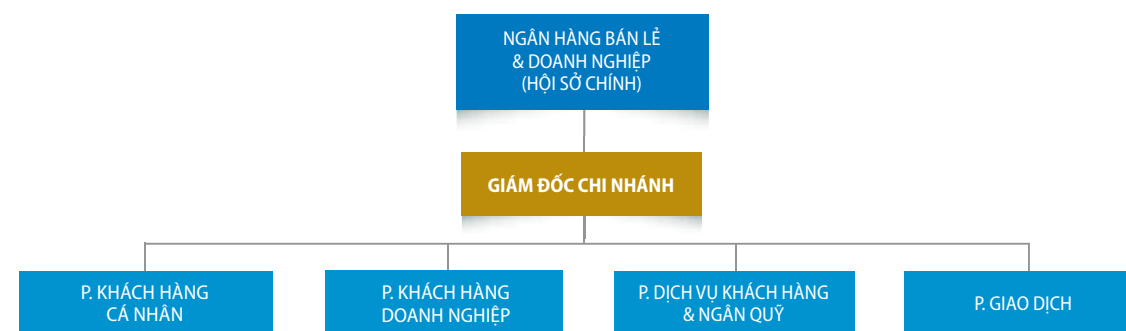 NGÂN HÀNG BÁN LẺ
& DOANH NGHIỆP
(HỘI SỞ CHÍNH)
GIÁM ĐỐC CHI NHÁNH
P. KHÁCH HÀNG
CÁ NHÂN
P. KHÁCH HÀNG
DOANH NGHIỆP
P. DỊCH VỤ KHÁCH HÀNG
& NGÂN QUỸ
P. GIAO DỊCH